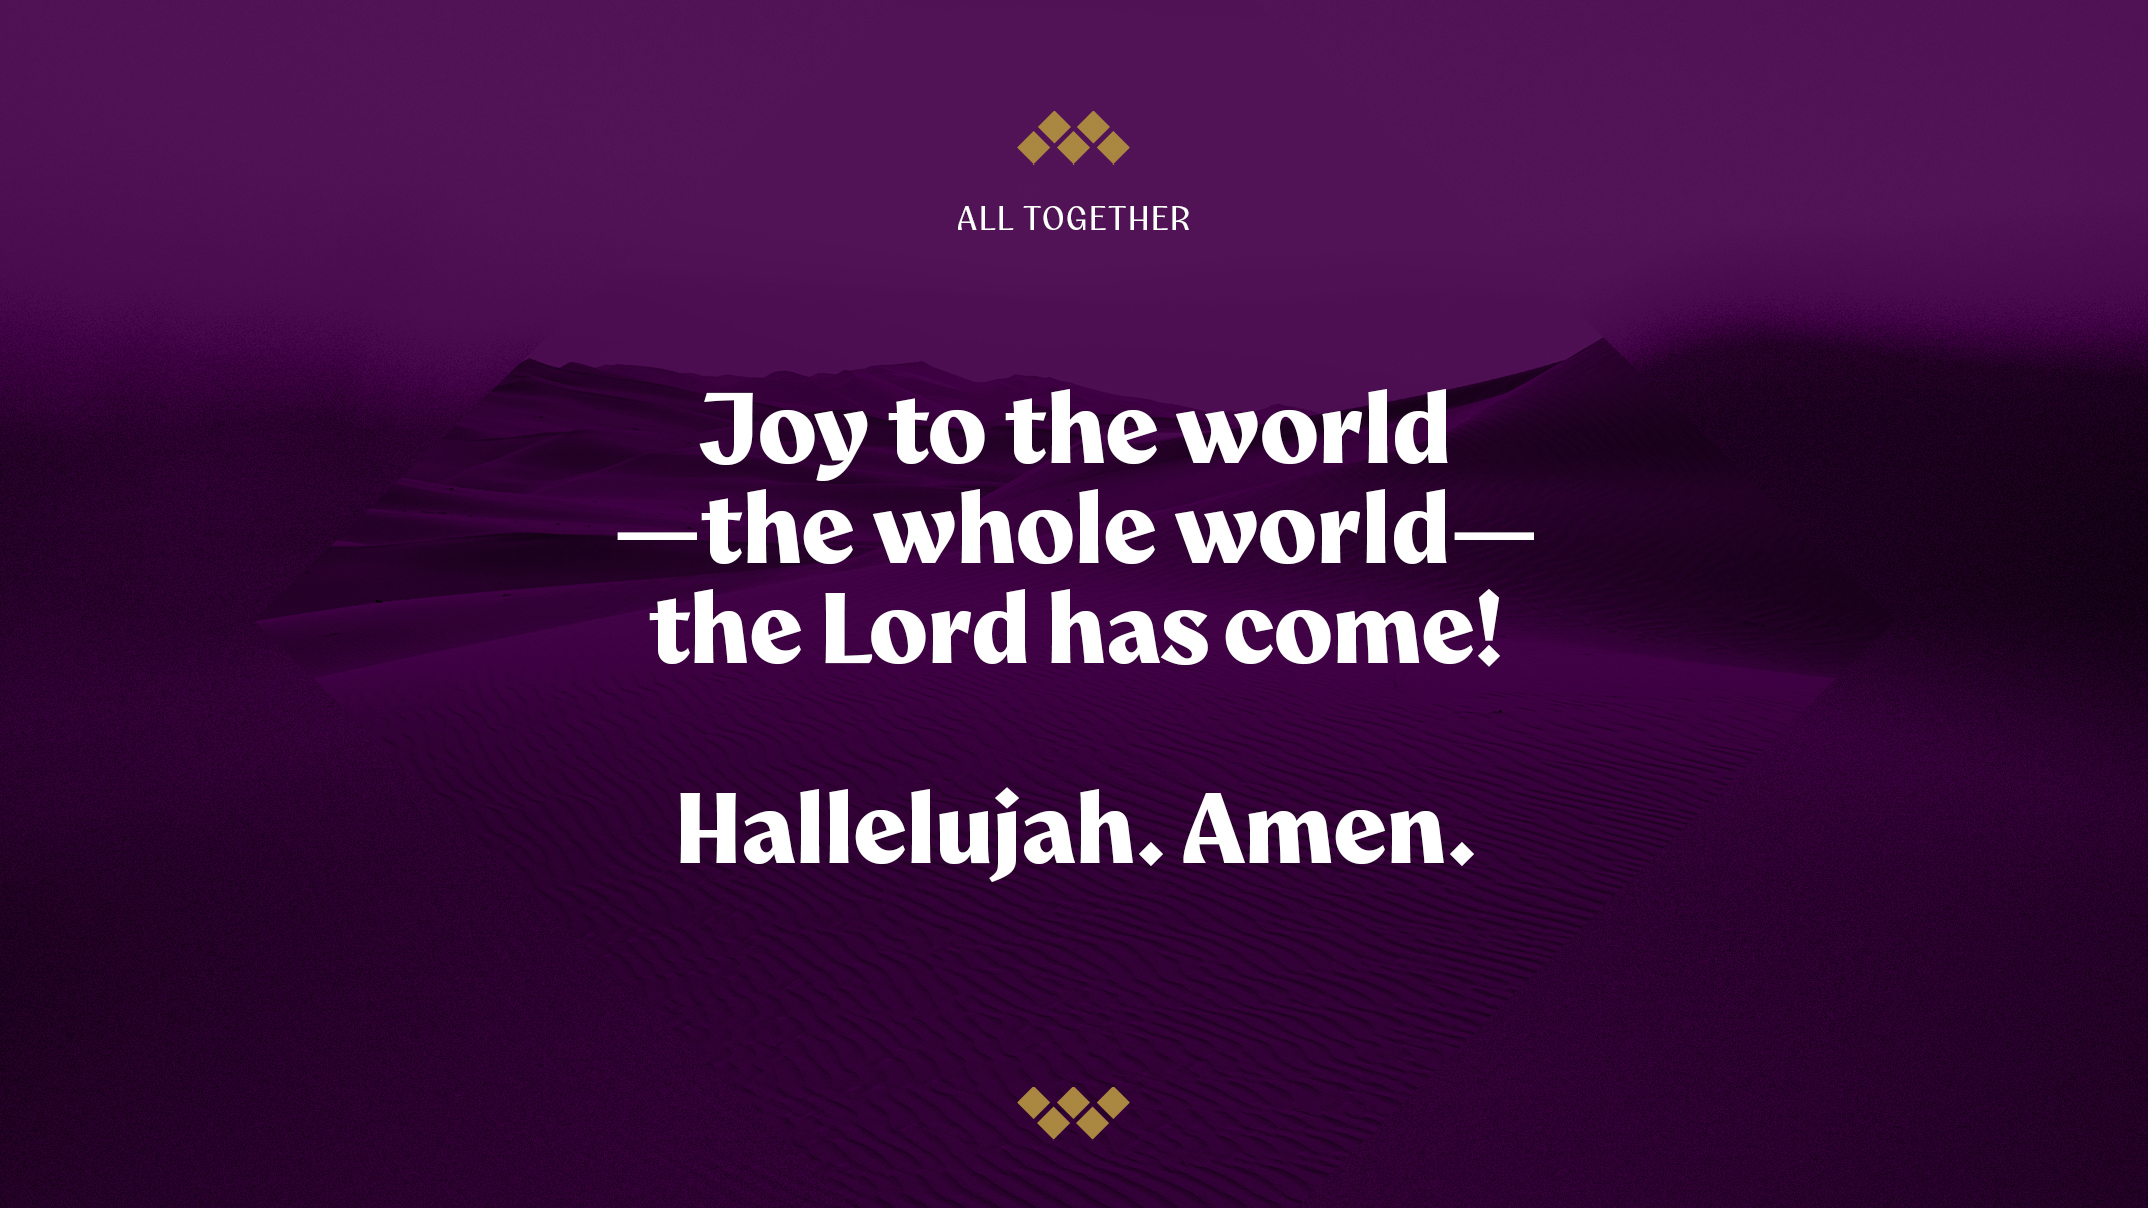 ALL TOGETHER
Joy to the world
—the whole world—
the Lord has come!
Hallelujah. Amen.